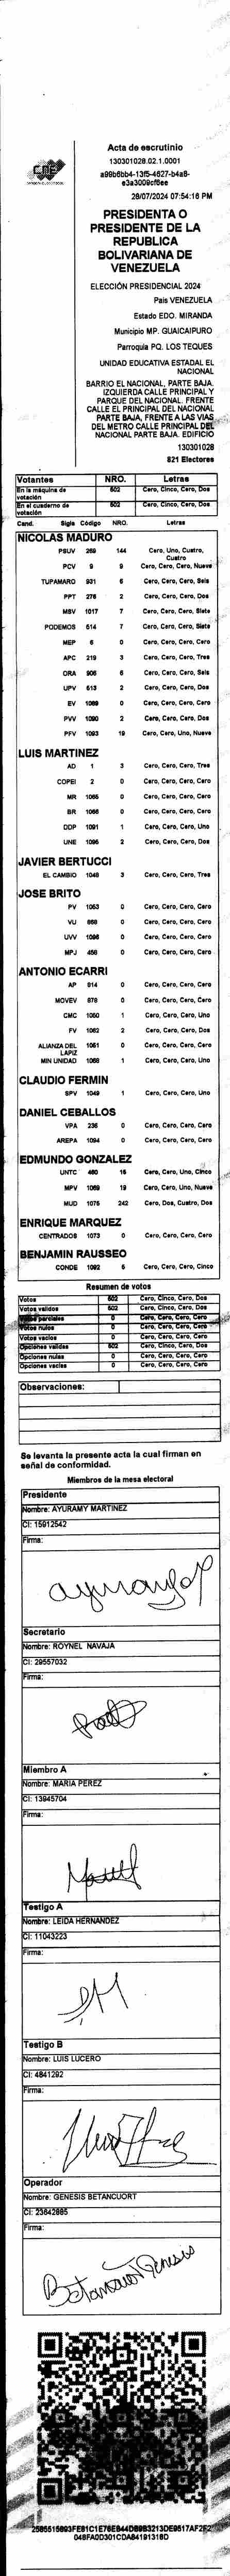 CNE
Acta de escrutinio
130301028.02.1.0001
28/07/2024 07:54:16 PM
PRESIDENTA O
PRESIDENTE DE LA
REPUBLICA
BOLIVARIANA DE
VENEZUELA
ELECCIÓN PRESIDENCIAL 2024
País VENEZUELA
Estado EDO. MIRANDA
Municipio MP. GUAICAIPURO
Parroquia PQ. LOS TEQUES
UNIDAD EDUCATIVA ESTADAL EL
NACIONAL
BARRIO EL NACIONAL, PARTE BAJA.
IZQUIERDA CALLE PRINCIPAL Y
PARQUE DEL NACIONAL. FRENTE
CALLE EL PRINCIPAL DEL NACIONAL
PARTE BAJA, FRENTE A LAS VIAS
DEL METRO CALLE PRINCIPAL DEL
NACIONAL PARTE BAJA. EDIFICIO
130301028
821 Electores
Votantes NRO. Letras
En la máquina de votación 502 Cero, Cinco, Cero, Dos
En el cuaderno de votación 502 Cero, Cinco, Cero, Dos
Cand. Sigla Código NRO. Letras
NICOLAS MADURO
PSUV 269 144 Cero, Uno, Cuatro, Cuatro
PCV 9 9 Cero, Cero, Cero, Nueve
TUPAMARO 931 6 Cero, Cero, Cero, Seis
PPT 276 2 Cero, Cero, Cero, Dos
MSV 1017 7 Cero, Cero, Cero, Siete
PODEMOS 514 7 Cero, Cero, Cero, Siete
MEP 6 0 Cero, Cero, Cero, Cero
APC 219 3 Cero, Cero, Cero, Tres
ORA 906 6 Cero, Cero, Cero, Seis
UPV 513 2 Cero, Cero, Cero, Dos
EV 1089 0 Cero, Cero, Cero, Cero
PVV 1090 2 Cero, Cero, Cero, Dos
PFV 1093 19 Cero, Cero, Uno, Nueve
LUIS MARTINEZ
AD 1 3 Cero, Cero, Cero, Tres
COPEI 2 0 Cero, Cero, Cero, Cero
MR 1065 0 Cero, Cero, Cero, Cero
BR 1066 0 Cero, Cero, Cero, Cero
DDP 1091 1 Cero, Cero, Cero, Uno
UNE 1095 2 Cero, Cero, Cero, Dos
JAVIER BERTUCCI
EL CAMBIO 1048 3 Cero, Cero, Cero, Tres
JOSE BRITO
PV 1053 0 Cero, Cero, Cero, Cero
VU 868 0 Cero, Cero, Cero, Cero
UVV 1096 0 Cero, Cero, Cero, Cero
MPJ 456 0 Cero, Cero, Cero, Cero
ANTONIO ECARRI
AP 914 0 Cero, Cero, Cero, Cero
MOVEV 878 0 Cero, Cero, Cero, Cero
CMC 1050 1 Cero, Cero, Cero, Uno
FV 1062 2 Cero, Cero, Cero, Dos
ALIANZA DEL LAPIZ 1051 0 Cero, Cero, Cero, Cero
MIN UNIDAD 1088 1 Cero, Cero, Cero, Uno
CLAUDIO FERMIN
SPV 1049 1 Cero, Cero, Cero, Uno
DANIEL CEBALLOS
VPA 236 0 Cero, Cero, Cero, Cero
AREPA 1094 0 Cero, Cero, Cero, Cero
EDMUNDO GONZALEZ
UNTC 460 15 Cero, Cero, Uno, Cinco
MPV 1069 19 Cero, Cero, Uno, Nueve
MUD 1075 242 Cero, Dos, Cuatro, Dos
ENRIQUE MARQUEZ
CENTRADOS 1073 0 Cero, Cero, Cero, Cero
BENJAMIN RAUSSEO
CONDE 1092 5 Cero, Cero, Cero, Cinco
Resumen de votos
Votos 502 Cero, Cinco, Cero, Dos
Votos validos 502 Cero, Cinco, Cero, Dos
Votos parciales 0 Cero, Cero, Cero, Cero
Votos nulos 0 Cero, Cero, Cero, Cero
Votos vacios 0 Cero, Cero, Cero, Cero
Opciones validas 502 Cero, Cinco, Cero, Dos
Opciones nulas 0 Cero, Cero, Cero, Cero
Opciones vacias 0 Cero, Cero, Cero, Cero
Observaciones:
Se levanta la presente acta la cual firman en
señal de conformidad.
Miembros de la mesa electoral
Presidente
Nombre: AYURAMY MARTINEZ
CI: 15912542
Firma:
Secretario
Nombre: ROYNEL NAVAJA
CI: 29557032
Firma:
Miembro A
Nombre: MARIA PEREZ
CI: 13945704
Firma:
Testigo A
Nombre: LEIDA HERNANDEZ
CI: 11043223
Firma:
Testigo B
Nombre: LUIS LUCERO
CI: 4841292
Firma:
Operador
Nombre: GENESIS BETANCUORT
CI: 23642885
Firma:
Betancuort Genesis